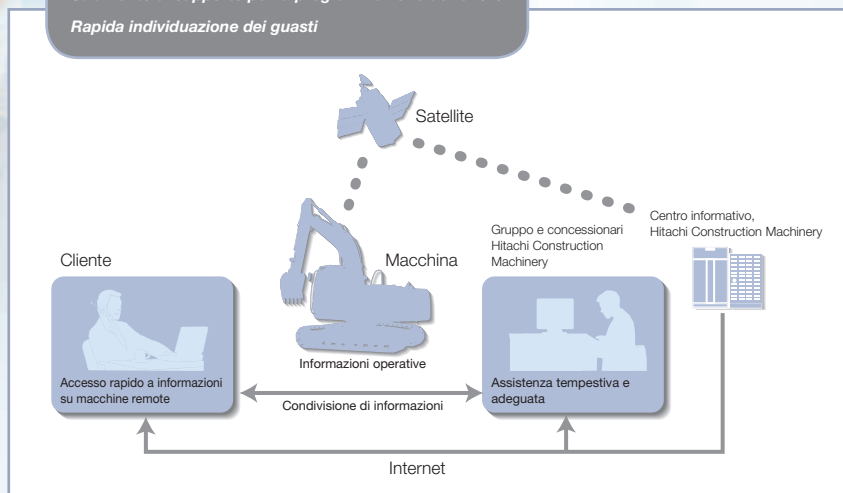 Rapida individuazione dei guasti
Satellite
Centro informativo,
Hitachi Construction Machinery
Gruppo e concessionari
Hitachi Construction
Machinery
Cliente
Macchina
Informazioni operative
Accesso rapido a informazioni
su macchine remote
Condivisione di informazioni
Assistenza tempestiva e
adeguata
Internet